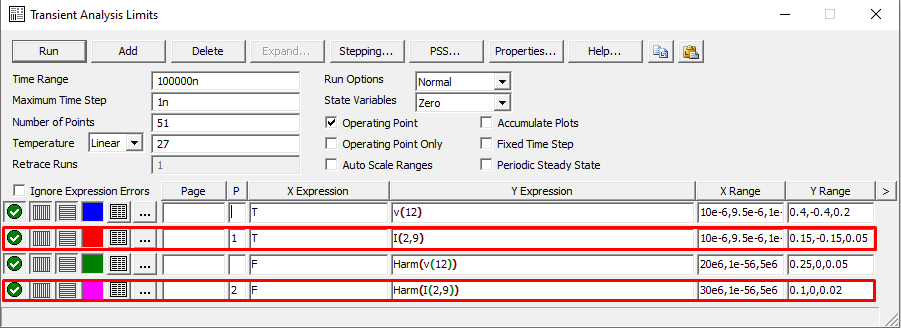 Transient Analysis Limits
Run Add Delete Expand... Stepping... PSS... Properties... Help...
Time Range 100000n Run Options Normal
Maximum Time Step 1n State Variables Zero
Number of Points 51 Operating Point Accumulate Plots
Temperature Linear 27 Operating Point Only Fixed Time Step
Retrace Runs 1 Auto Scale Ranges Periodic Steady State
Ignore Expression Errors Page P X Expression Y Expression X Range Y Range >
... T v(12) 10e-6,9.5e-6,1e- 0.4,-0.4,0.2
... 1 T I(2,9) 10e-6,9.5e-6,1e- 0.15,-0.15,0.05
... F Harm(v(12)) 20e6,1e-56,5e6 0.25,0,0.05
... 2 F Harm(I(2,9)) 30e6,1e-56,5e6 0.1,0,0.02